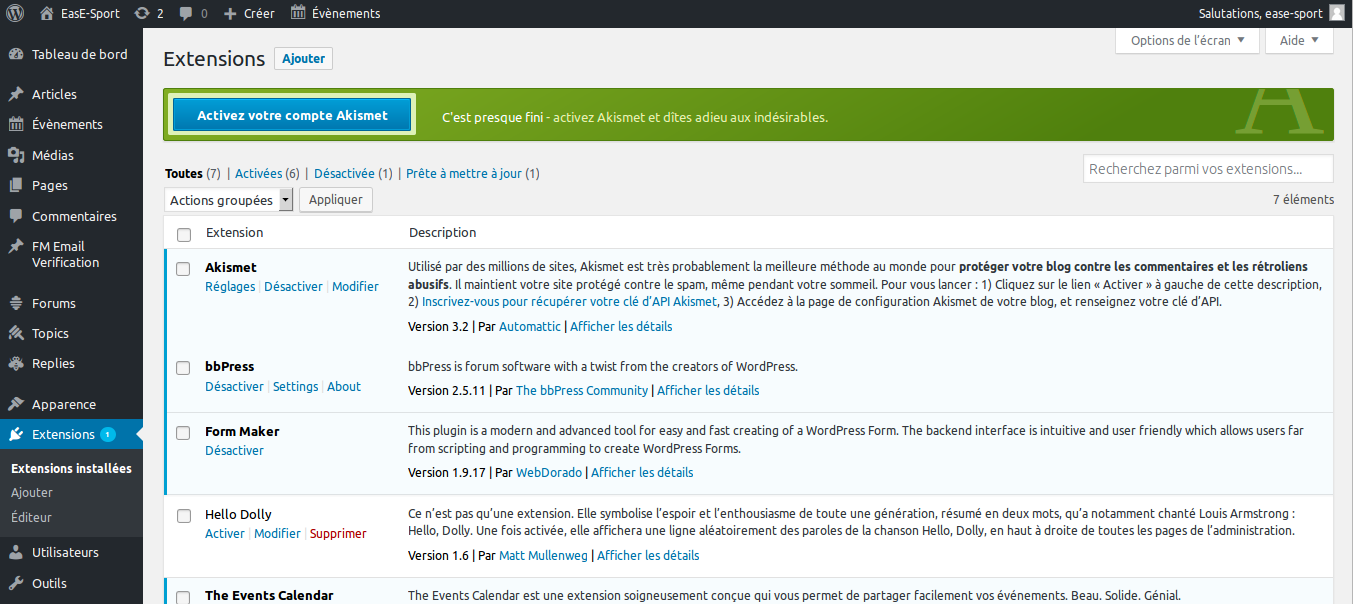 EasE-Sport 2 0 Créer Évènements Salutations, ease-sport
Tableau de bord
Articles
Évènements
Médias
Pages
Commentaires
FM Email
Verification
Forums
Topics
Replies
Apparence
Extensions 1
Extensions installées
Ajouter
Éditeur
Utilisateurs
Outils
Options de l'écran Aide
Extensions Ajouter
Activez votre compte Akismet C'est presque fini - activez Akismet et dîtes adieu aux indésirables. A
Toutes (7) | Activées (6) | Désactivée (1) | Prête à mettre à jour (1)
Recherchez parmi vos extensions...
Actions groupées Appliquer
7 éléments
Extension Description
Akismet
Réglages | Désactiver | Modifier
Utilisé par des millions de sites, Akismet est très probablement la meilleure méthode au monde pour protéger votre blog contre les commentaires et les rétroliens
abusifs. Il maintient votre site protégé contre le spam, même pendant votre sommeil. Pour vous lancer : 1) Cliquez sur le lien « Activer » à gauche de cette description,
2) Inscrivez-vous pour récupérer votre clé d'API Akismet, 3) Accédez à la page de configuration Akismet de votre blog, et renseignez votre clé d'API.
Version 3.2 | Par Automattic | Afficher les détails
bbPress
Désactiver | Settings | About
bbPress is forum software with a twist from the creators of WordPress.
Version 2.5.11 | Par The bbPress Community | Afficher les détails
Form Maker
Désactiver
This plugin is a modern and advanced tool for easy and fast creating of a WordPress Form. The backend interface is intuitive and user friendly which allows users far
from scripting and programming to create WordPress Forms.
Version 1.9.17 | Par WebDorado | Afficher les détails
Hello Dolly
Activer | Modifier | Supprimer
Ce n'est pas qu'une extension. Elle symbolise l'espoir et l'enthousiasme de toute une génération, résumé en deux mots, qu'a notamment chanté Louis Armstrong :
Hello, Dolly. Une fois activée, elle affichera une ligne aléatoirement des paroles de la chanson Hello, Dolly, en haut à droite de toutes les pages de l'administration.
Version 1.6 | Par Matt Mullenweg | Afficher les détails
The Events Calendar
The Events Calendar est une extension soigneusement conçue qui vous permet de partager facilement vos événements. Beau. Solide. Génial.